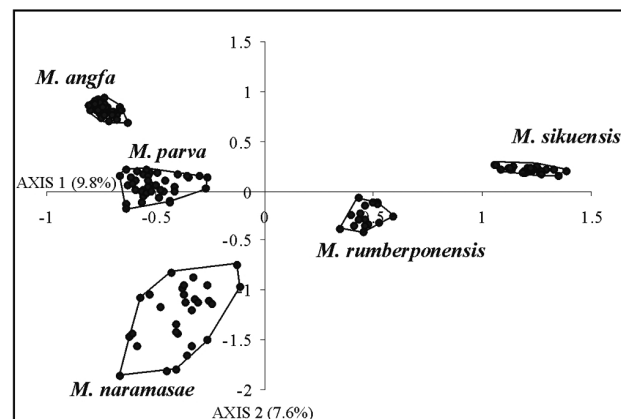 1.5
M. angfa
1
M. sikuensis
0.5
M. parva
AXIS 1 (9.8%)
0
-1
-0.5
0
0.5
1
1.5
-0.5
M. rumberponensis
-1
-1.5
M. naramasae
-2
AXIS 2 (7.6%)